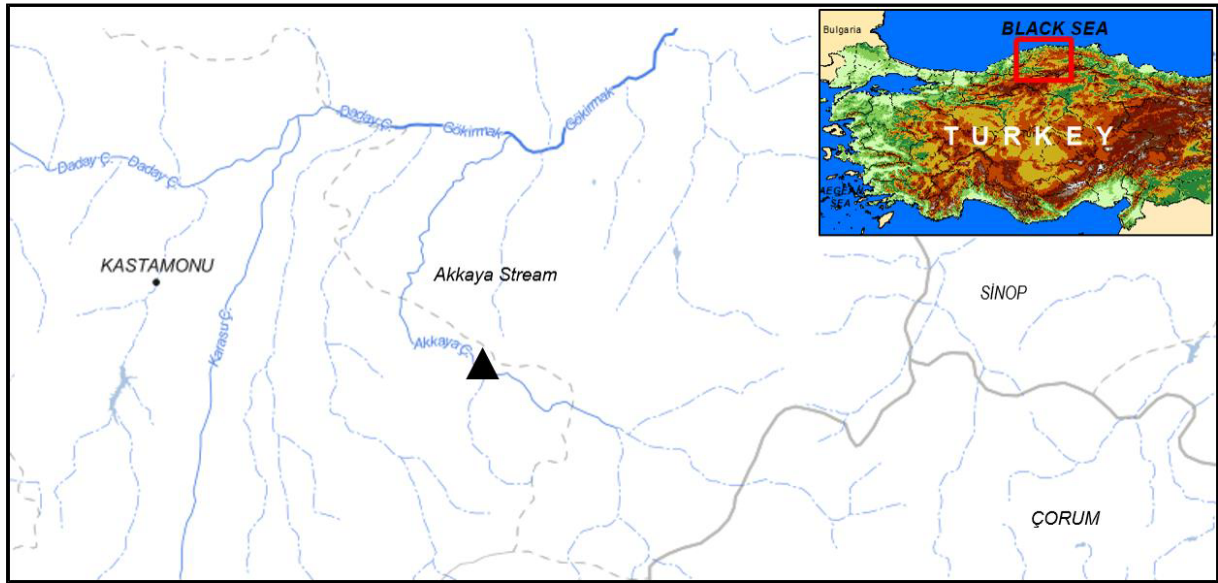 BLACK SEA
Bulgaria
TURKEY
AEGEAN
SEA
Daday Ç.
Daday Ç.
Daday Ç.
Gökırmak
Gökırmak
KASTAMONU
Karasu Ç.
Akkaya Stream
Akkaya Ç.
SİNOP
ÇORUM